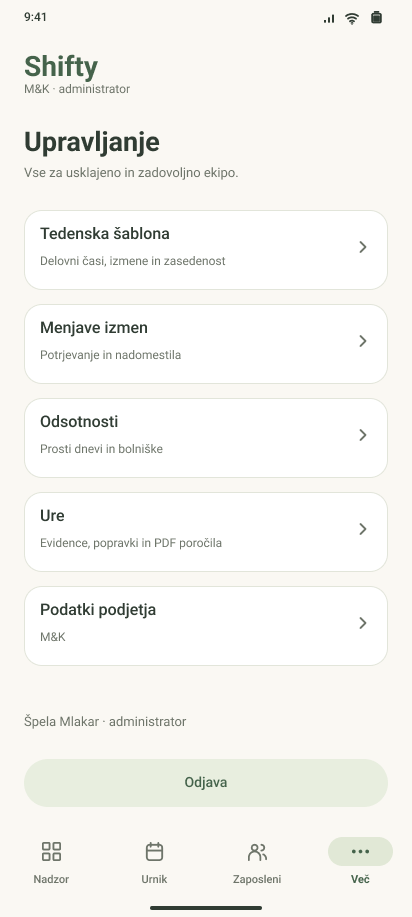 9:41
Shifty
M&K · administrator
Upravljanje
Vse za usklajeno in zadovoljno ekipo.
Tedenska šablona
Delovni časi, izmene in zasedenost
Menjave izmen
Potrjevanje in nadomestila
Odsotnosti
Prosti dnevi in bolniške
Ure
Evidence, popravki in PDF poročila
Podatki podjetja
M&K
Špela Mlakar · administrator
Odjava
Nadzor Urnik Zaposleni Več